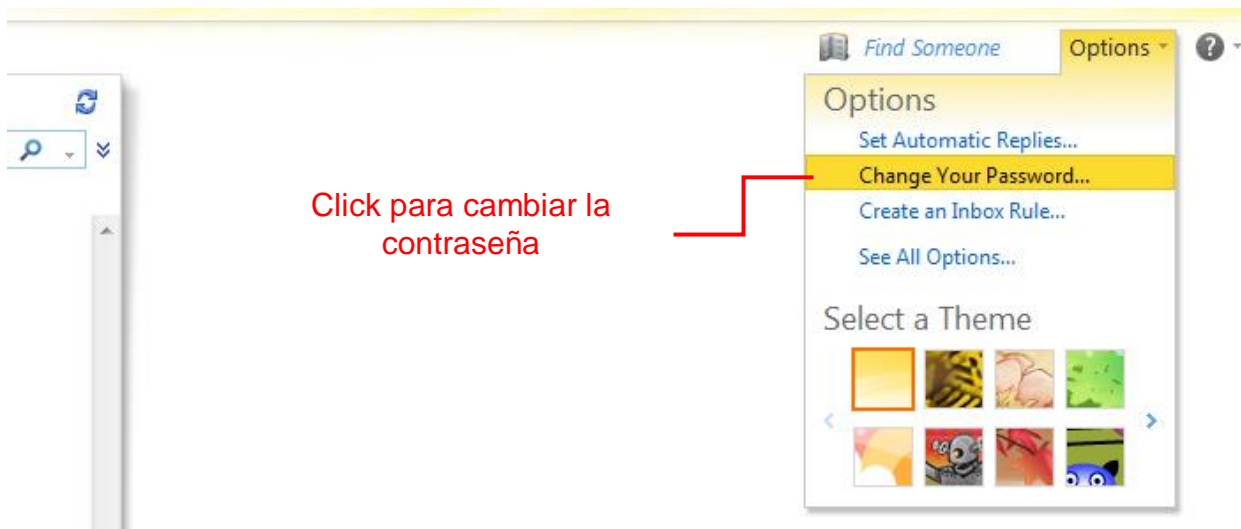 Find Someone
Options
Options
Set Automatic Replies...
Change Your Password...
Click para cambiar la
contraseña
Create an Inbox Rule...
See All Options...
Select a Theme